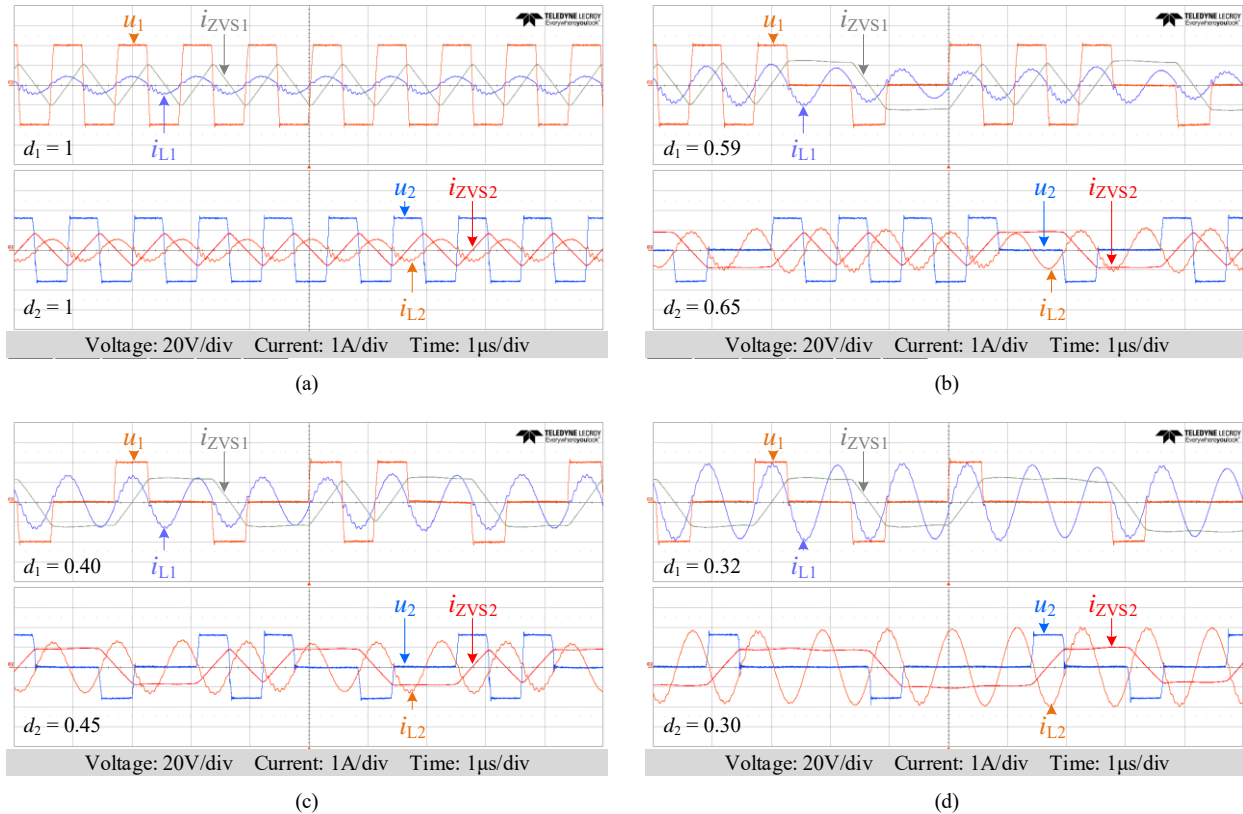 TELEDYNE LECROY
Everywhereyoulook
u1
iZVS1
iL1
d1 = 1
u2
iZVS2
iL2
d2 = 1
Voltage: 20V/div Current: 1A/div Time: 1μs/div
(a)
TELEDYNE LECROY
Everywhereyoulook
u1
iZVS1
iL1
d1 = 0.59
u2
iZVS2
iL2
d2 = 0.65
Voltage: 20V/div Current: 1A/div Time: 1μs/div
(b)
TELEDYNE LECROY
Everywhereyoulook
u1
iZVS1
iL1
d1 = 0.40
u2
iZVS2
iL2
d2 = 0.45
Voltage: 20V/div Current: 1A/div Time: 1μs/div
(c)
TELEDYNE LECROY
Everywhereyoulook
u1
iZVS1
iL1
d1 = 0.32
u2
iZVS2
iL2
d2 = 0.30
Voltage: 20V/div Current: 1A/div Time: 1μs/div
(d)